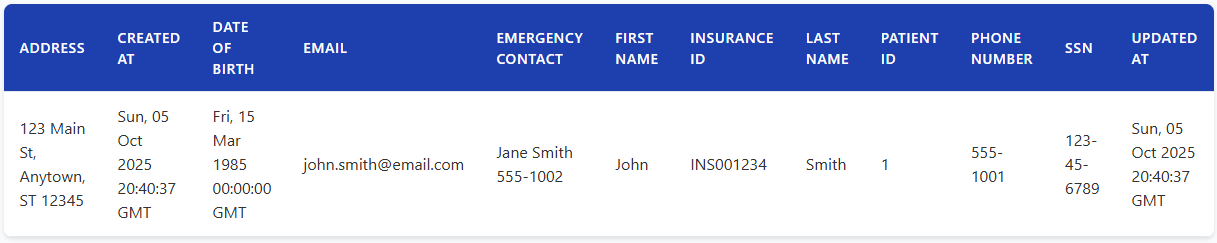 ADDRESS
CREATED
AT
DATE
OF
BIRTH
EMAIL
EMERGENCY
CONTACT
FIRST
NAME
INSURANCE
ID
LAST
NAME
PATIENT
ID
PHONE
NUMBER
SSN
UPDATED
AT
123 Main
St,
Anytown,
ST 12345
Sun, 05
Oct
2025
20:40:37
GMT
Fri, 15
Mar
1985
00:00:00
GMT
john.smith@email.com
Jane Smith
555-1002
John
INS001234
Smith
1
555-
1001
123-
45-
6789
Sun, 05
Oct 2025
20:40:37
GMT